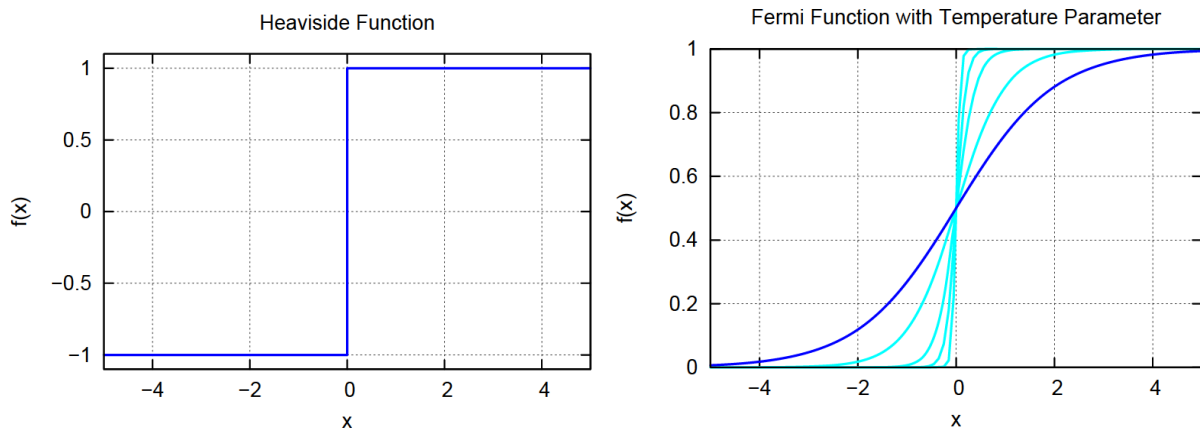 Heaviside Function
1
0.5
0
−0.5
−1
f(x)
−4 −2 0 2 4
x
Fermi Function with Temperature Parameter
1
0.8
0.6
0.4
0.2
0
f(x)
−4 −2 0 2 4
x